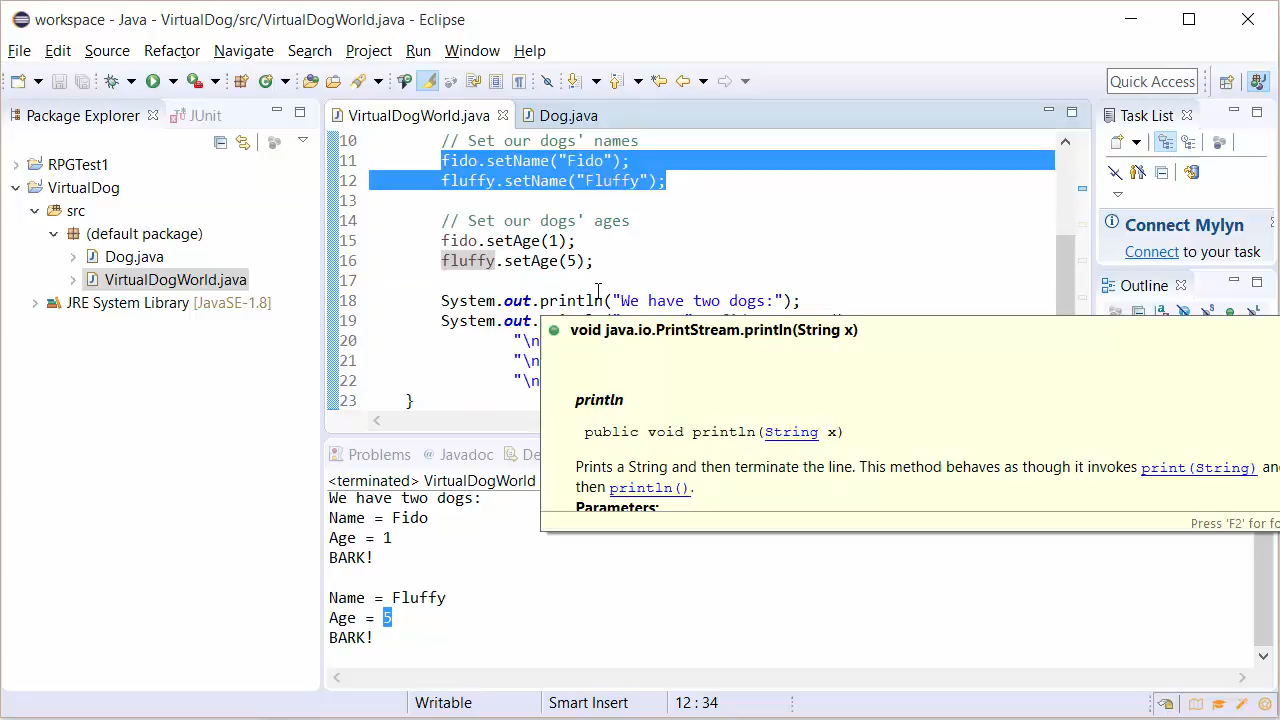 workspace - Java - VirtualDog/src/VirtualDogWorld.java - Eclipse
File Edit Source Refactor Navigate Search Project Run Window Help
Quick Access
Package Explorer JUnit
RPGTest1
VirtualDog
src
(default package)
Dog.java
VirtualDogWorld.java
JRE System Library [JavaSE-1.8]
VirtualDogWorld.java Dog.java
10 // Set our dogs' names
11 fido.setName("Fido");
12 fluffy.setName("Fluffy");
13
14 // Set our dogs' ages
15 fido.setAge(1);
16 fluffy.setAge(5);
17
18 System.out.println("We have two dogs:");
19 System.out.
20 "\n
21 "\n
22 "\n
23 }
void java.io.PrintStream.println(String x)
println
public void println(String x)
Prints a String and then terminate the line. This method behaves as though it invokes print(String) and
then println().
Parameters:
Press 'F2' for fo
Problems Javadoc De
<terminated> VirtualDogWorld
We have two dogs:
Name = Fido
Age = 1
BARK!
Name = Fluffy
Age = 5
BARK!
Task List
Connect Mylyn
Connect to your task
Outline
Writable Smart Insert 12 : 34